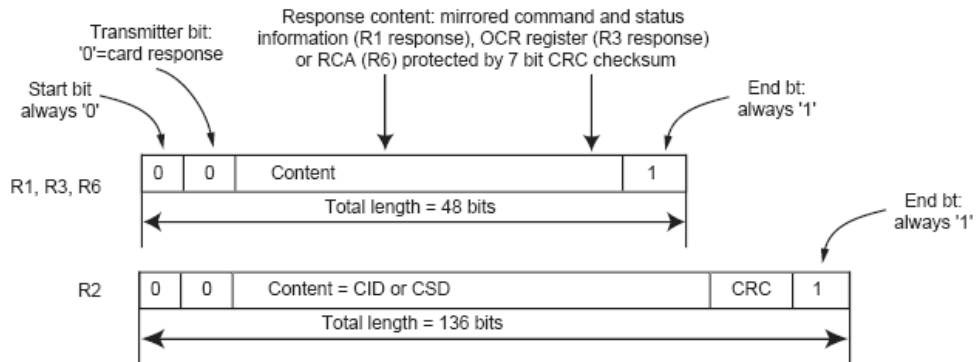 Response content: mirrored command and status
information (R1 response), OCR register (R3 response)
or RCA (R6) protected by 7 bit CRC checksum
Transmitter bit:
'0'=card response
Start bit
always '0'
End bt:
always '1'
R1, R3, R6
0 0 Content 1
Total length = 48 bits
End bt:
always '1'
R2
0 0 Content = CID or CSD CRC 1
Total length = 136 bits